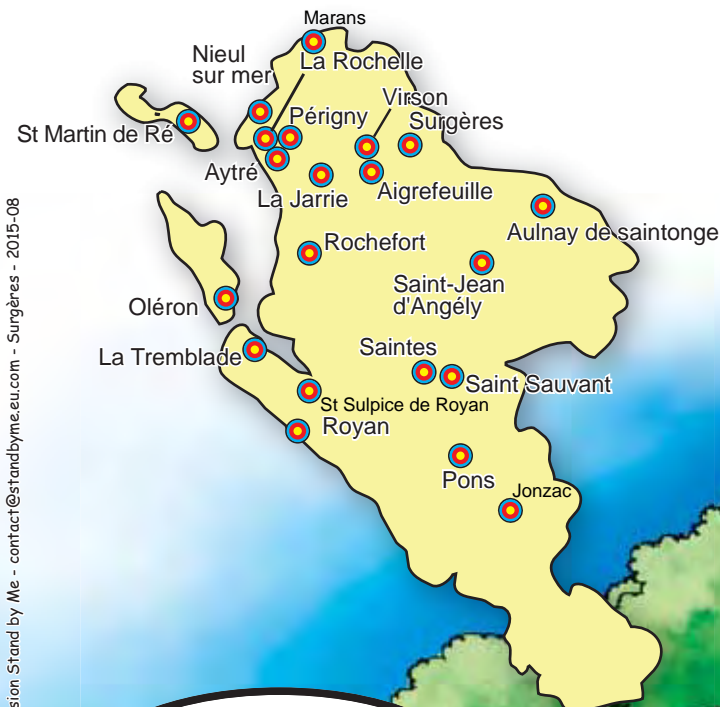 Marans
La Rochelle
Nieul
sur mer
Virson
Périgny
Surgères
St Martin de Ré
Aytré
La Jarrie
Aigrefeuille
Aulnay de saintonge
Rochefort
Saint-Jean
d'Angély
Oléron
La Tremblade
Saintes
Saint Sauvant
St Sulpice de Royan
Royan
Pons
Jonzac
sion Stand by Me - contact@standbyme.eu.com - Surgères - 2015-08